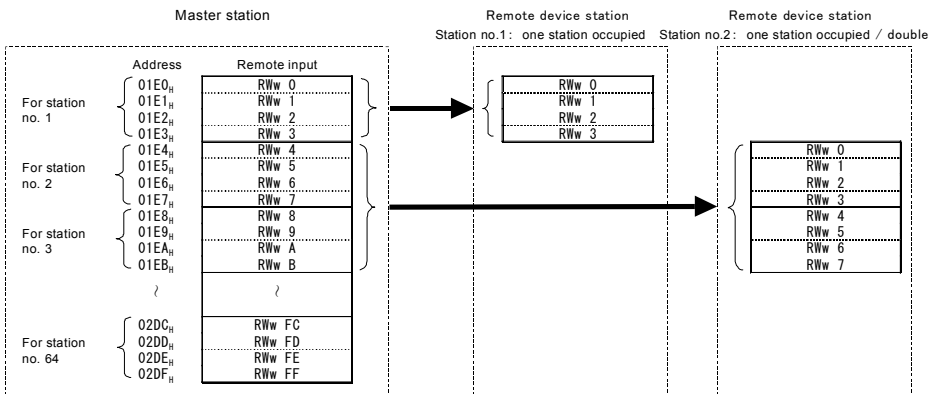 Master station
Remote device station
Station no.1: one station occupied
Remote device station
Station no.2: one station occupied / double
Address
Remote input
For station
no. 1
01E0H RWw 0
01E1H RWw 1
01E2H RWw 2
01E3H RWw 3
For station
no. 2
01E4H RWw 4
01E5H RWw 5
01E6H RWw 6
01E7H RWw 7
For station
no. 3
01E8H RWw 8
01E9H RWw 9
01EAH RWw A
01EBH RWw B
~ ~
For station
no. 64
02DCH RWw FC
02DDH RWw FD
02DEH RWw FE
02DFH RWw FF
RWw 0
RWw 1
RWw 2
RWw 3
RWw 0
RWw 1
RWw 2
RWw 3
RWw 4
RWw 5
RWw 6
RWw 7